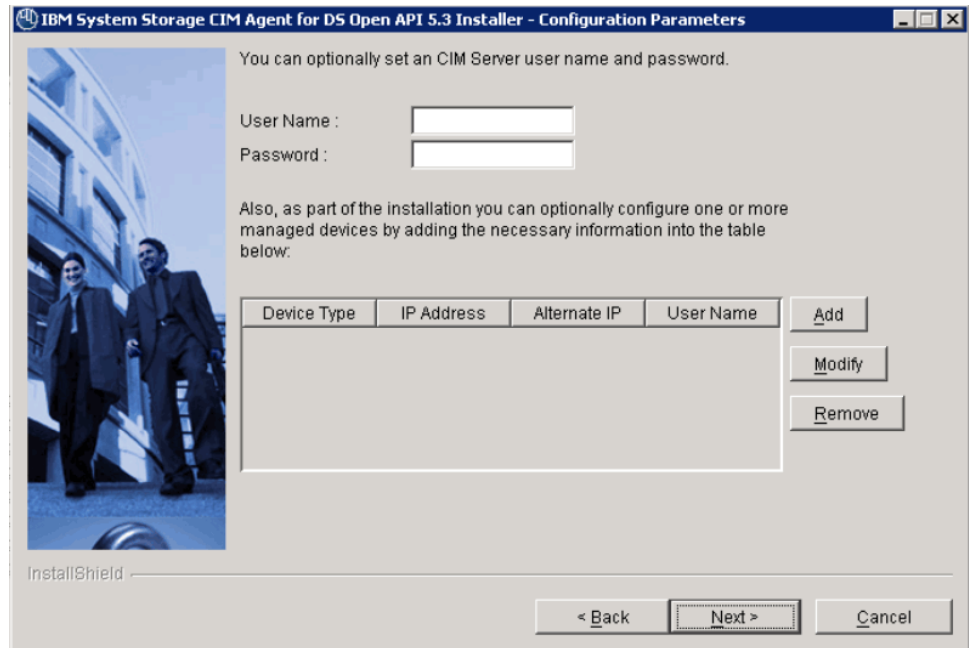 IBM System Storage CIM Agent for DS Open API 5.3 Installer - Configuration Parameters
You can optionally set an CIM Server user name and password.
User Name :
Password :
Also, as part of the installation you can optionally configure one or more
managed devices by adding the necessary information into the table
below:
Device Type IP Address Alternate IP User Name
Add
Modify
Remove
InstallShield
< Back Next > Cancel